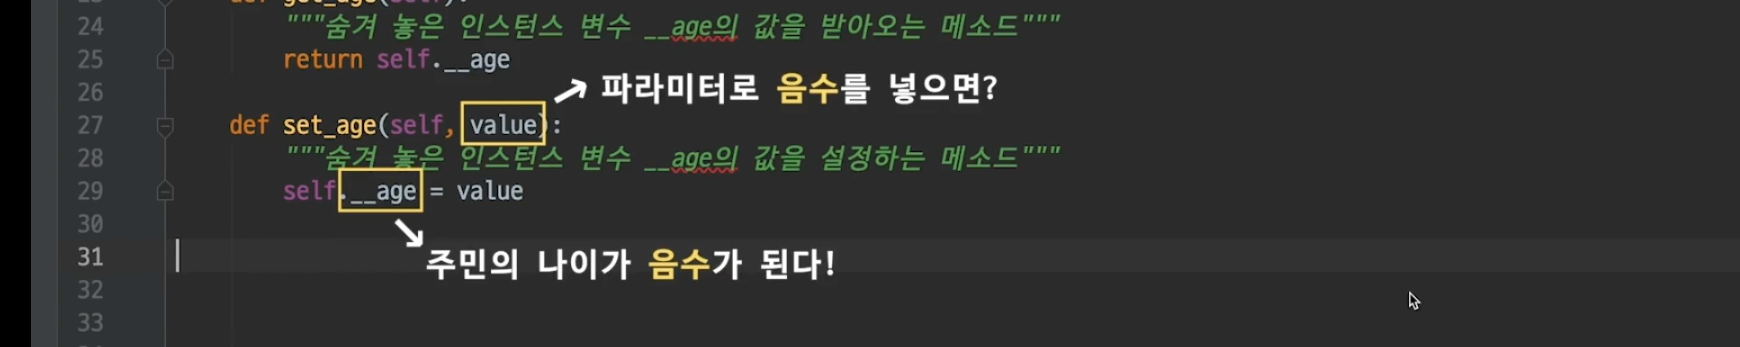 def get_age(self):
24 """숨겨 놓은 인스턴스 변수 __age의 값을 받아오는 메소드"""
25 return self.__age
26 파라미터로 음수를 넣으면?
27 def set_age(self, value):
28 """숨겨 놓은 인스턴스 변수 __age의 값을 설정하는 메소드"""
29 self.__age = value
30
31 주민의 나이가 음수가 된다!
32
33